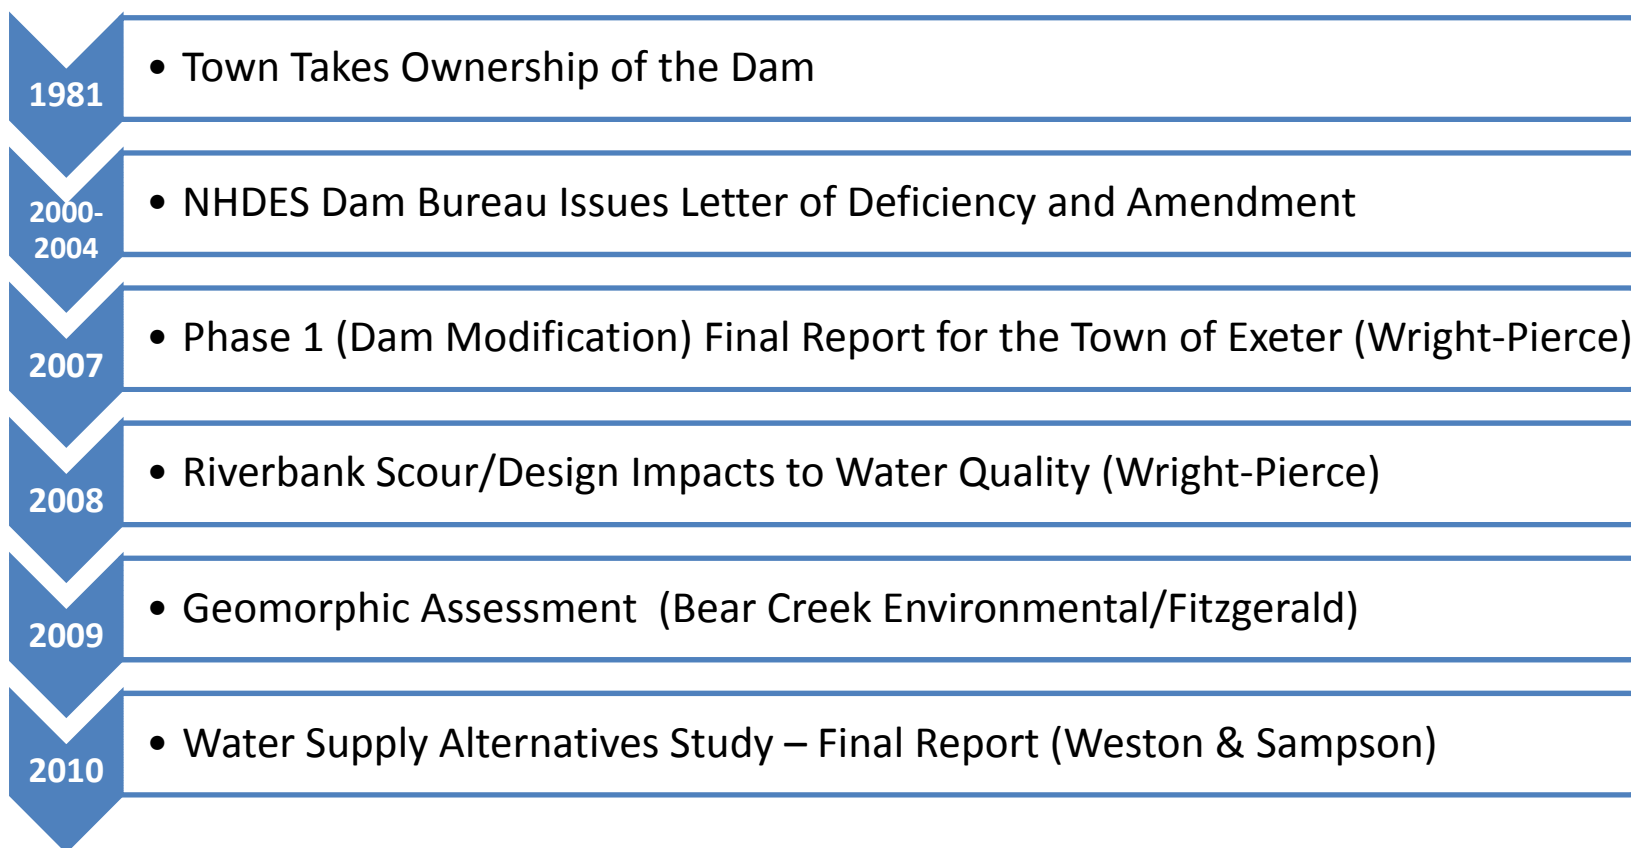 1981
• Town Takes Ownership of the Dam
2000-
2004
• NHDES Dam Bureau Issues Letter of Deficiency and Amendment
2007
• Phase 1 (Dam Modification) Final Report for the Town of Exeter (Wright-Pierce)
2008
• Riverbank Scour/Design Impacts to Water Quality (Wright-Pierce)
2009
• Geomorphic Assessment  (Bear Creek Environmental/Fitzgerald)
2010
• Water Supply Alternatives Study – Final Report (Weston & Sampson)